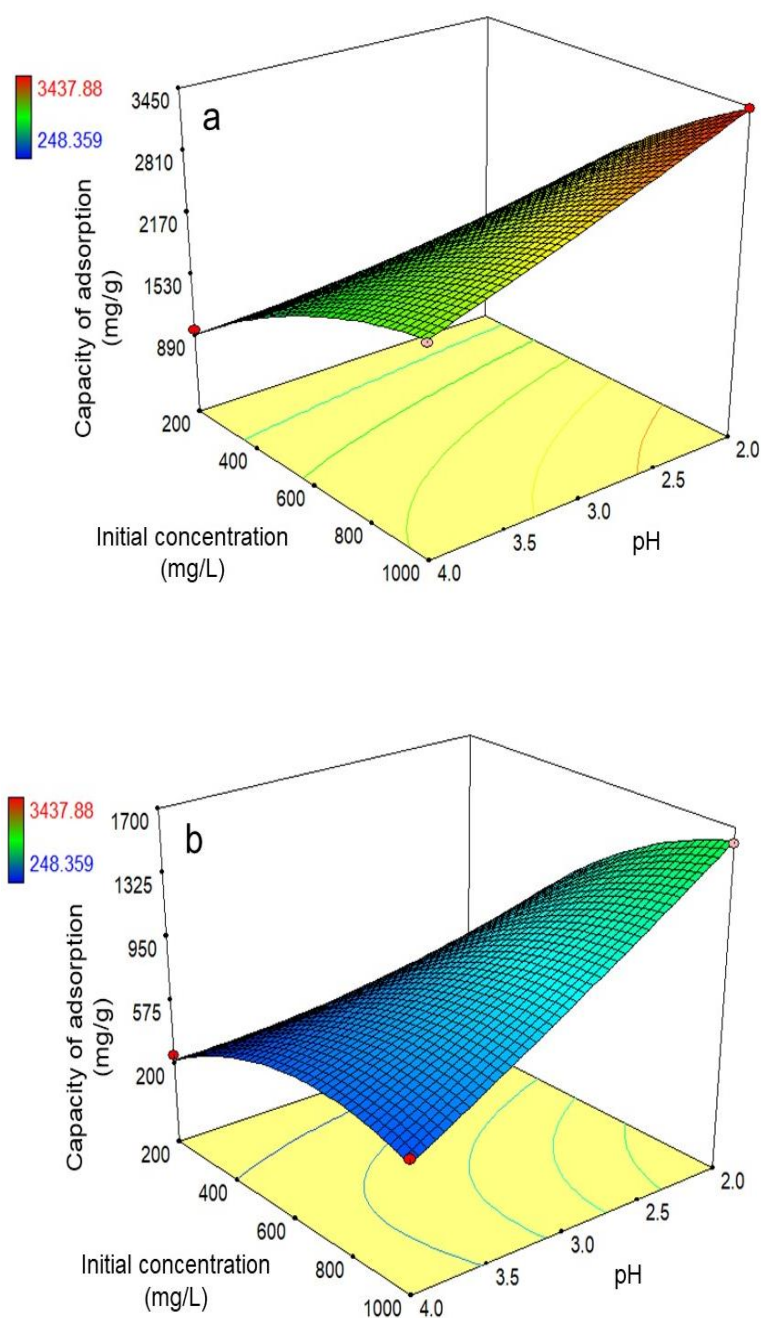 a
3437.88
248.359
3450
2810
2170
1530
890
Capacity of adsorption
(mg/g)
200
400
600
800
1000
Initial concentration
(mg/L)
4.0
3.5
3.0
2.5
2.0
pH
b
3437.88
248.359
1700
1325
950
575
200
Capacity of adsorption
(mg/g)
200
400
600
800
1000
Initial concentration
(mg/L)
4.0
3.5
3.0
2.5
2.0
pH